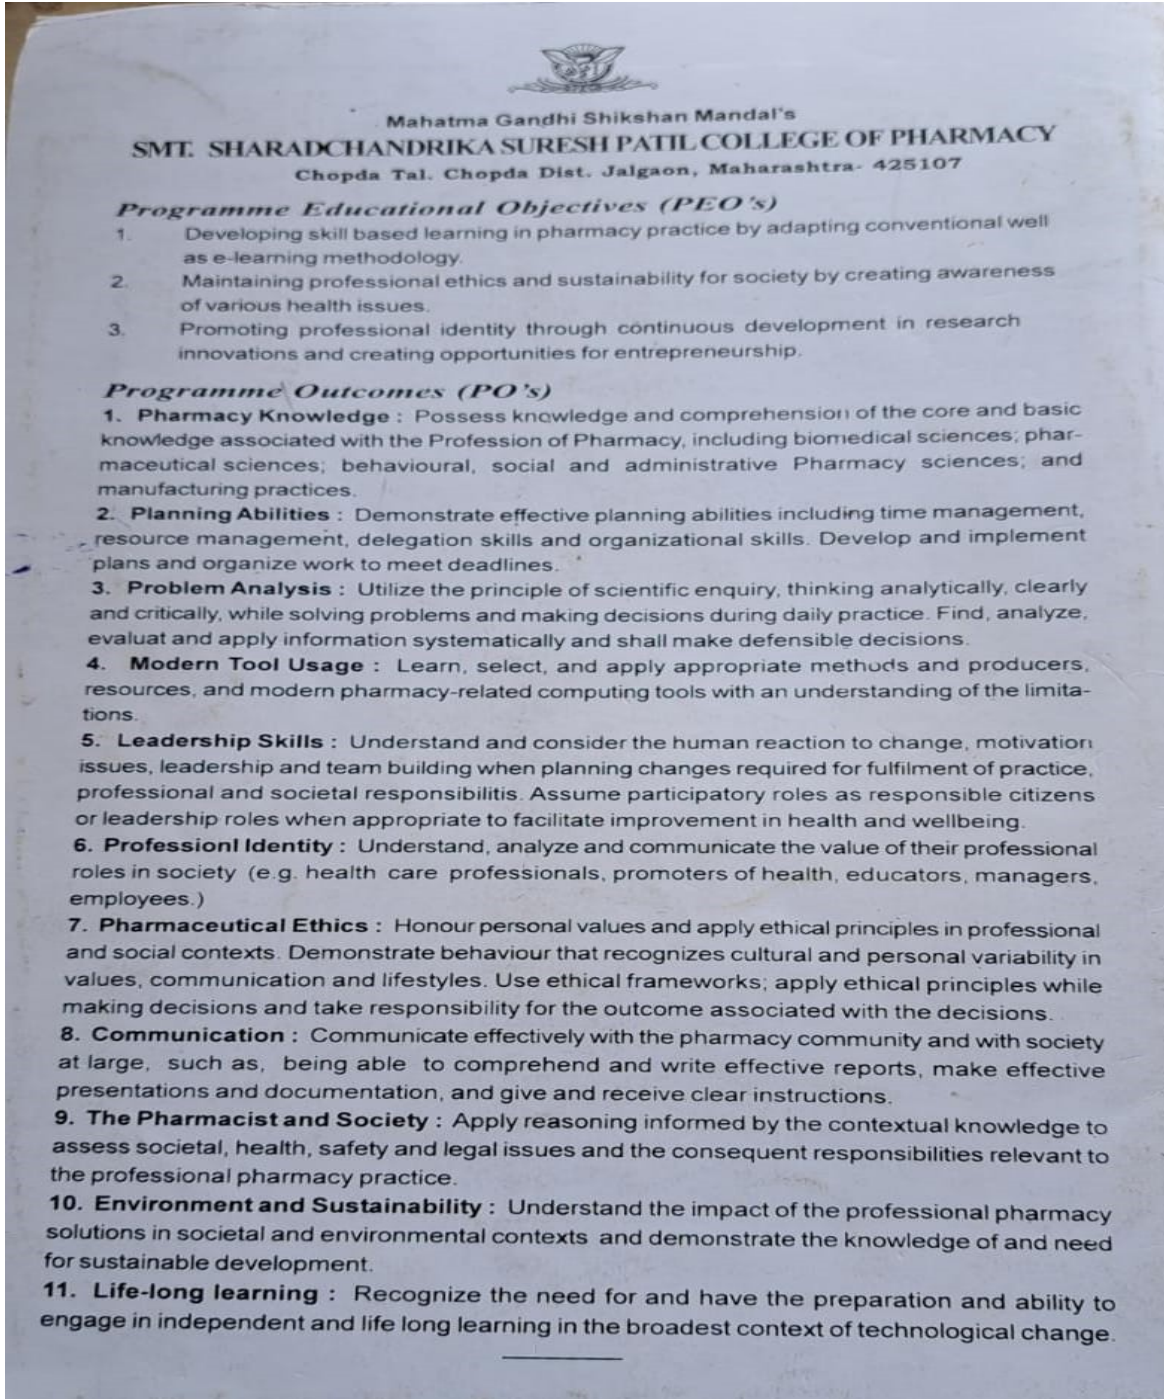 Mahatma Gandhi Shikshan Mandal's
SMT. SHARADCHANDRIKA SURESH PATIL COLLEGE OF PHARMACY
Chopda Tal. Chopda Dist. Jalgaon, Maharashtra- 425107
Programme Educational Objectives (PEO's)
1. Developing skill based learning in pharmacy practice by adapting conventional well
as e-learning methodology.
2. Maintaining professional ethics and sustainability for society by creating awareness
of various health issues.
3. Promoting professional identity through continuous development in research
innovations and creating opportunities for entrepreneurship.
Programme Outcomes (PO's)
1. Pharmacy Knowledge : Possess knowledge and comprehension of the core and basic
knowledge associated with the Profession of Pharmacy, including biomedical sciences; phar-
maceutical sciences; behavioural, social and administrative Pharmacy sciences; and
manufacturing practices.
2. Planning Abilities : Demonstrate effective planning abilities including time management,
resource management, delegation skills and organizational skills. Develop and implement
plans and organize work to meet deadlines.
3. Problem Analysis : Utilize the principle of scientific enquiry, thinking analytically, clearly
and critically, while solving problems and making decisions during daily practice. Find, analyze,
evaluat and apply information systematically and shall make defensible decisions.
4. Modern Tool Usage : Learn, select, and apply appropriate methods and producers,
resources, and modern pharmacy-related computing tools with an understanding of the limita-
tions.
5. Leadership Skills : Understand and consider the human reaction to change, motivation
issues, leadership and team building when planning changes required for fulfilment of practice,
professional and societal responsibilitis. Assume participatory roles as responsible citizens
or leadership roles when appropriate to facilitate improvement in health and wellbeing.
6. Professionl Identity : Understand, analyze and communicate the value of their professional
roles in society (e.g. health care professionals, promoters of health, educators, managers,
employees.)
7. Pharmaceutical Ethics : Honour personal values and apply ethical principles in professional
and social contexts. Demonstrate behaviour that recognizes cultural and personal variability in
values, communication and lifestyles. Use ethical frameworks; apply ethical principles while
making decisions and take responsibility for the outcome associated with the decisions.
8. Communication : Communicate effectively with the pharmacy community and with society
at large, such as, being able to comprehend and write effective reports, make effective
presentations and documentation, and give and receive clear instructions.
9. The Pharmacist and Society : Apply reasoning informed by the contextual knowledge to
assess societal, health, safety and legal issues and the consequent responsibilities relevant to
the professional pharmacy practice.
10. Environment and Sustainability : Understand the impact of the professional pharmacy
solutions in societal and environmental contexts and demonstrate the knowledge of and need
for sustainable development.
11. Life-long learning : Recognize the need for and have the preparation and ability to
engage in independent and life long learning in the broadest context of technological change.